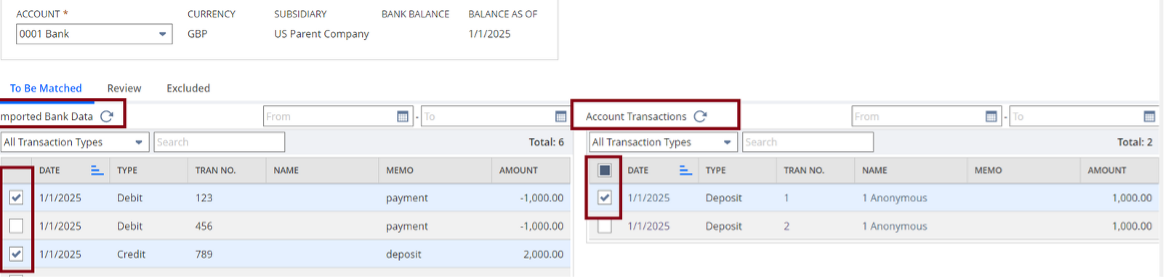 ACCOUNT * CURRENCY SUBSIDIARY BANK BALANCE BALANCE AS OF
0001 Bank GBP US Parent Company 1/1/2025
To Be Matched Review Excluded
mported Bank Data From - To Account Transactions From - To
All Transaction Types Search Total: 6 All Transaction Types Search Total: 2
DATE TYPE TRAN NO. NAME MEMO AMOUNT DATE TYPE TRAN NO. NAME MEMO AMOUNT
1/1/2025 Debit 123 payment -1,000.00 1/1/2025 Deposit 1 1 Anonymous 1,000.00
1/1/2025 Debit 456 payment -1,000.00 1/1/2025 Deposit 2 1 Anonymous 1,000.00
1/1/2025 Credit 789 deposit 2,000.00